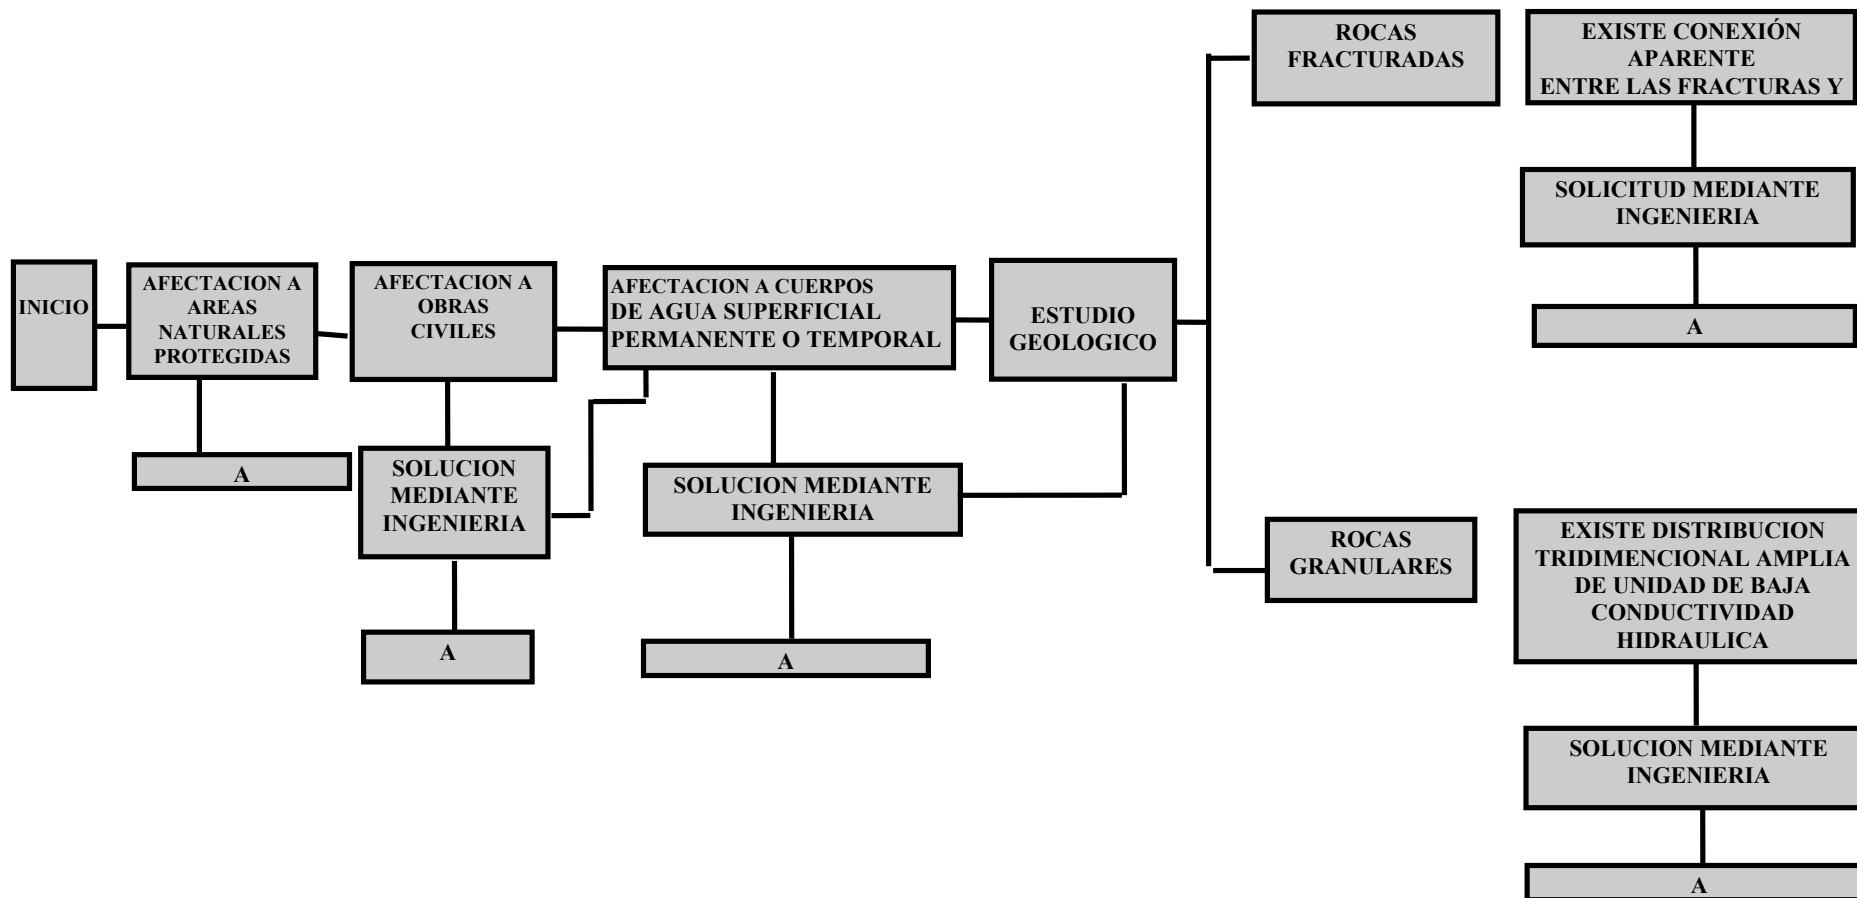 ROCAS
FRACTURADAS
EXISTE CONEXIÓN
APARENTE
ENTRE LAS FRACTURAS Y
SOLICITUD MEDIANTE
INGENIERIA
A
INICIO
AFECTACION A
AREAS
NATURALES
PROTEGIDAS
A
AFECTACION A
OBRAS
CIVILES
SOLUCION
MEDIANTE
INGENIERIA
A
AFECTACION A CUERPOS
DE AGUA SUPERFICIAL
PERMANENTE O TEMPORAL
SOLUCION MEDIANTE
INGENIERIA
A
ESTUDIO
GEOLOGICO
ROCAS
GRANULARES
EXISTE DISTRIBUCION
TRIDIMENCIONAL AMPLIA
DE UNIDAD DE BAJA
CONDUCTIVIDAD
HIDRAULICA
SOLUCION MEDIANTE
INGENIERIA
A